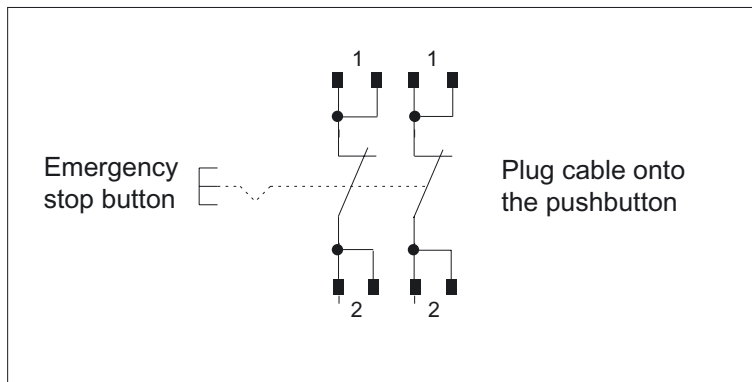 1 1
Emergency
stop button
Plug cable onto
the pushbutton
2 2